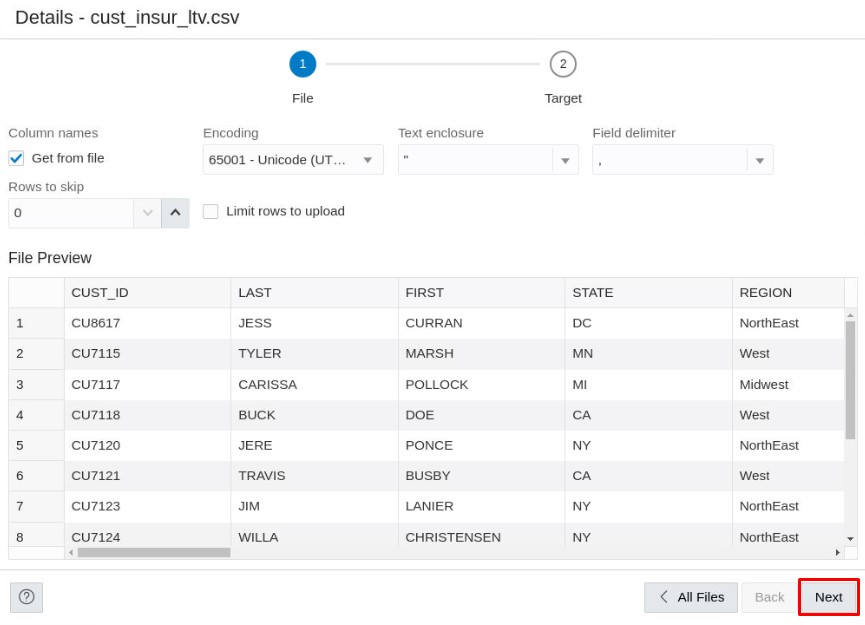 Details - cust_insur_ltv.csv
1 2
File Target
Column names Encoding Text enclosure Field delimiter
Get from file 65001 - Unicode (UT... " ,
Rows to skip
0 Limit rows to upload
File Preview
CUST_ID LAST FIRST STATE REGION
1 CU8617 JESS CURRAN DC NorthEast
2 CU7115 TYLER MARSH MN West
3 CU7117 CARISSA POLLOCK MI Midwest
4 CU7118 BUCK DOE CA West
5 CU7120 JERE PONCE NY NorthEast
6 CU7121 TRAVIS BUSBY CA West
7 CU7123 JIM LANIER NY NorthEast
8 CU7124 WILLA CHRISTENSEN NY NorthEast
? All Files Back Next